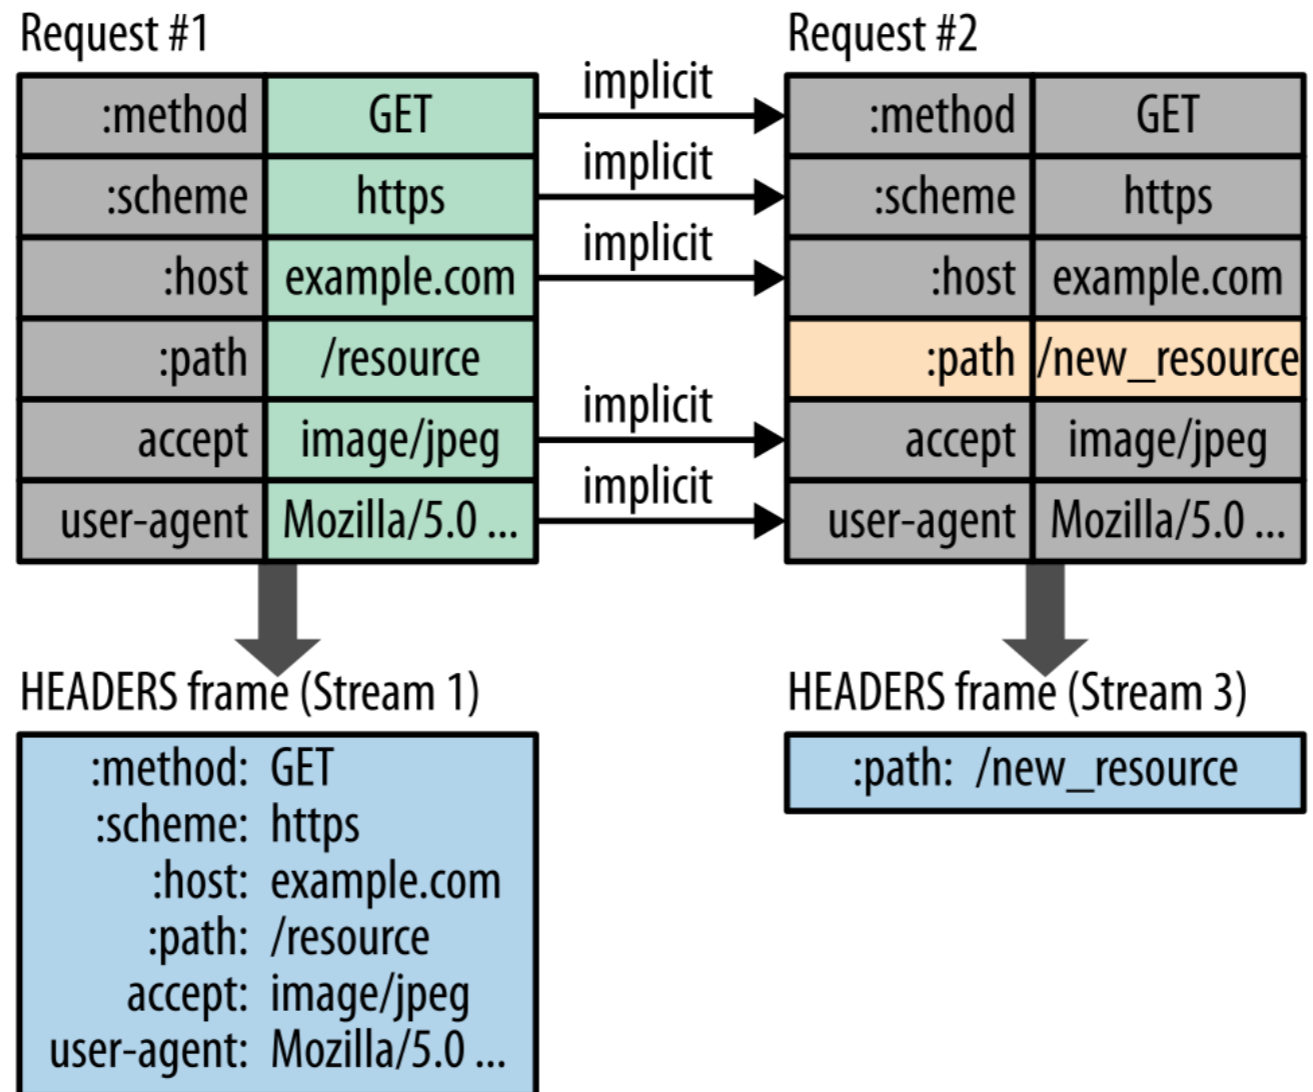 Request #1
:method GET
:scheme https
:host example.com
:path /resource
accept image/jpeg
user-agent Mozilla/5.0 ...
implicit
implicit
implicit
implicit
implicit
Request #2
:method GET
:scheme https
:host example.com
:path /new_resource
accept image/jpeg
user-agent Mozilla/5.0 ...
HEADERS frame (Stream 1)
:method: GET
:scheme: https
:host: example.com
:path: /resource
accept: image/jpeg
user-agent: Mozilla/5.0 ...
HEADERS frame (Stream 3)
:path: /new_resource